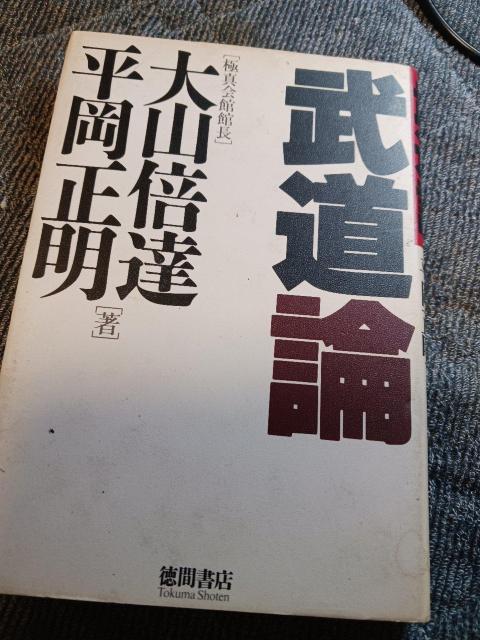 武道論
[極真会館館長]
大山倍達
平岡正明
[著]
徳間書店
Tokuma Shoten